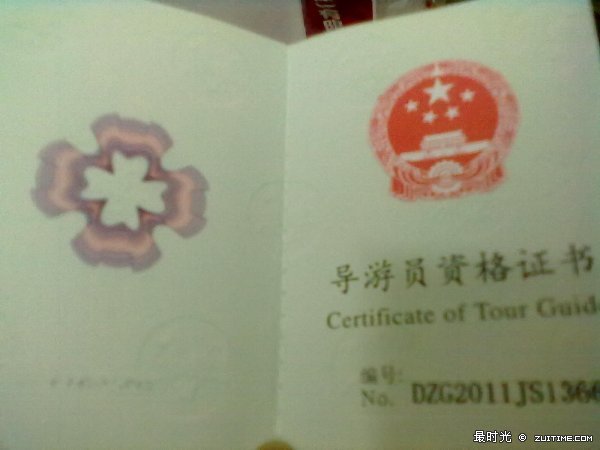 导游员資格证书
Certificate of Tour Guid
编号:
No. DZG2011JS1366
最时光 © ZUITIME.COM